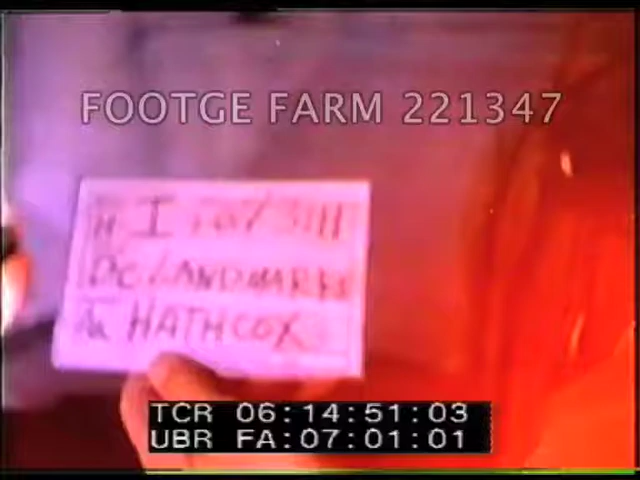 FOOTGE FARM 221347
I
DC LANDMARKS
HATHCOX
TCR 06:14:51:03
UBR FA:07:01:01